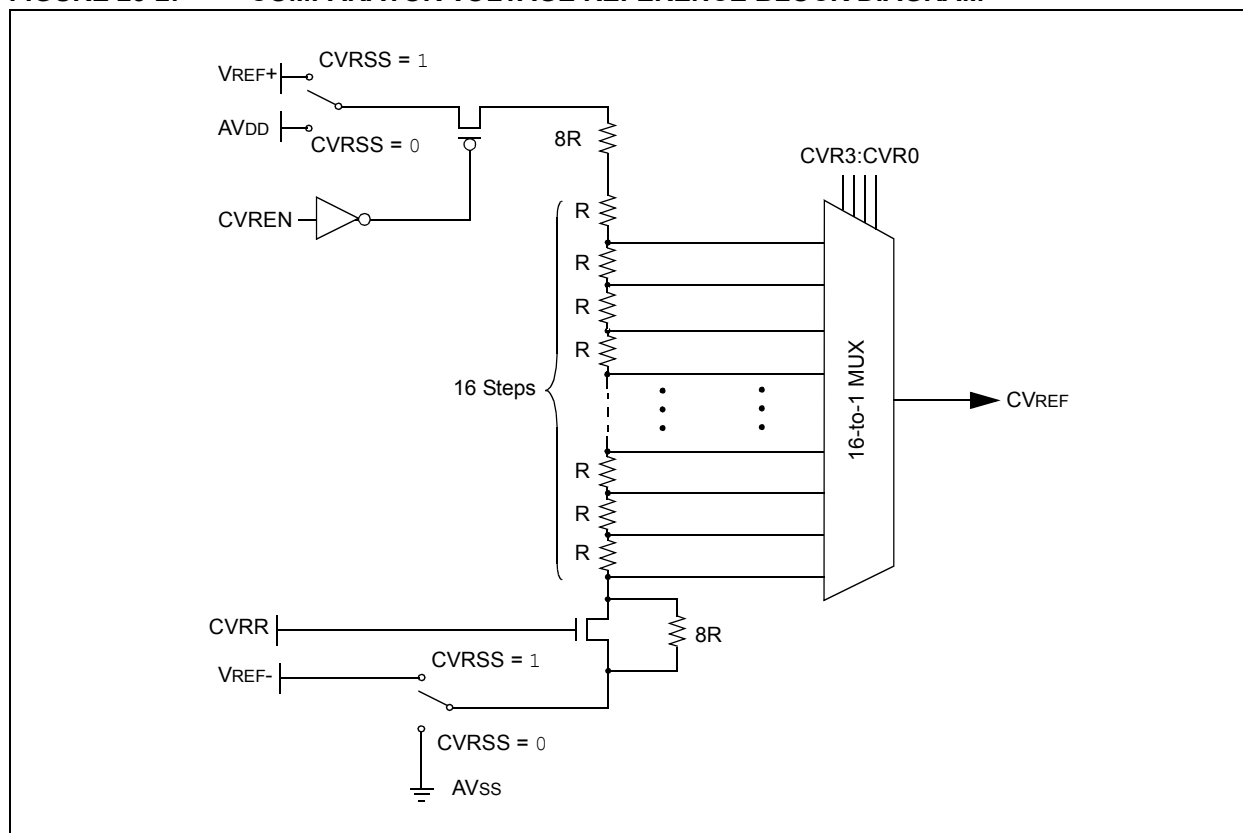 VREF+
CVRSS = 1
AVDD
CVRSS = 0
8R
CVREN
CVR3:CVR0
R
R
R
R
16 Steps
16-to-1 MUX
CVREF
R
R
R
CVRR
8R
VREF-
CVRSS = 1
CVRSS = 0
AVSS